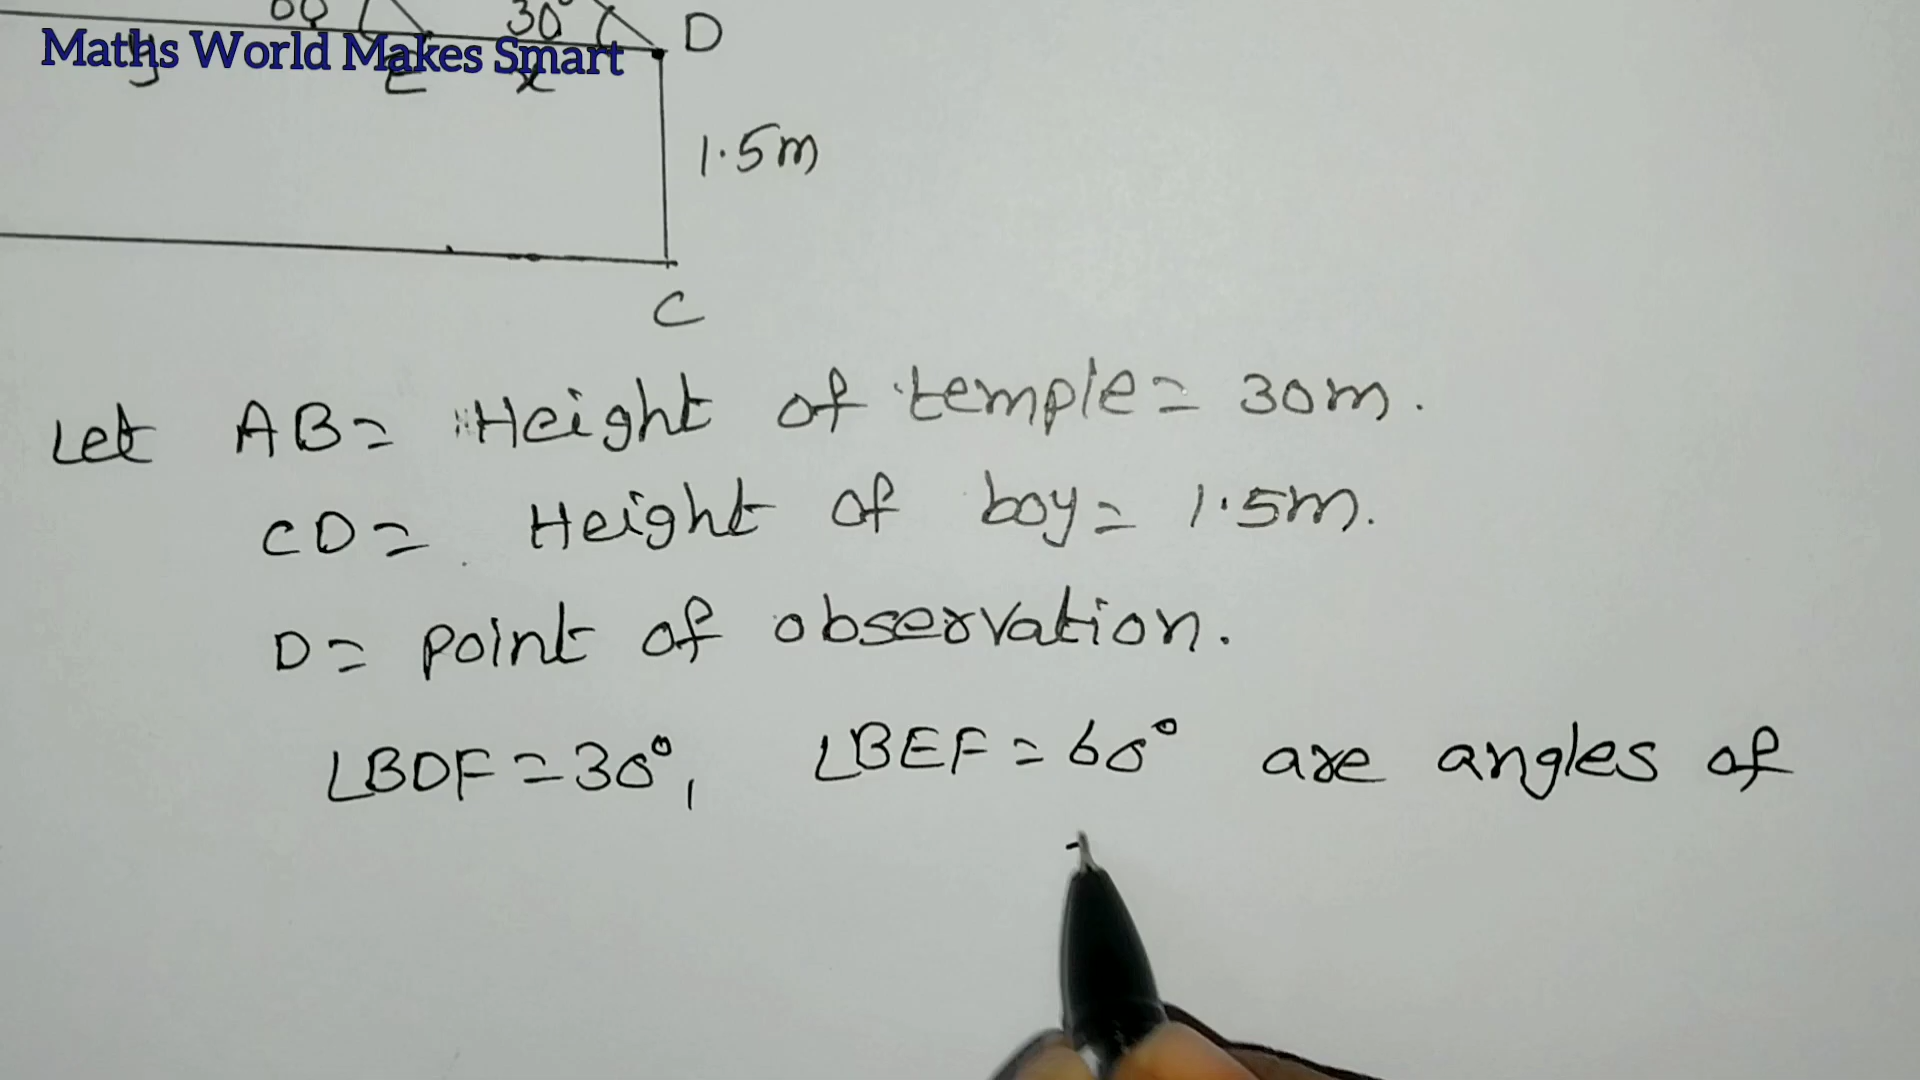 60 30° D
Maths World Makes Smart
y E x
1.5m
C
Let AB = Height of temple = 30m.
CD = Height of boy = 1.5m.
D = point of observation.
∠BDF = 30°, ∠BEF = 60° are angles of